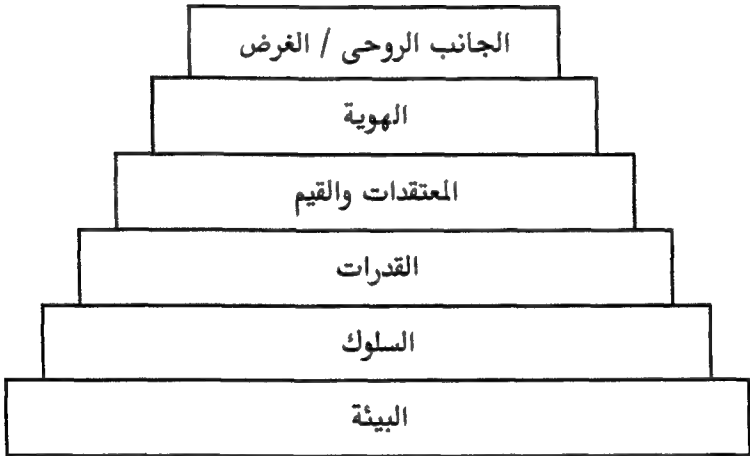 الجانب الروحى / الغرض
الهوية
المعتقدات والقيم
القدرات
السلوك
البيئة